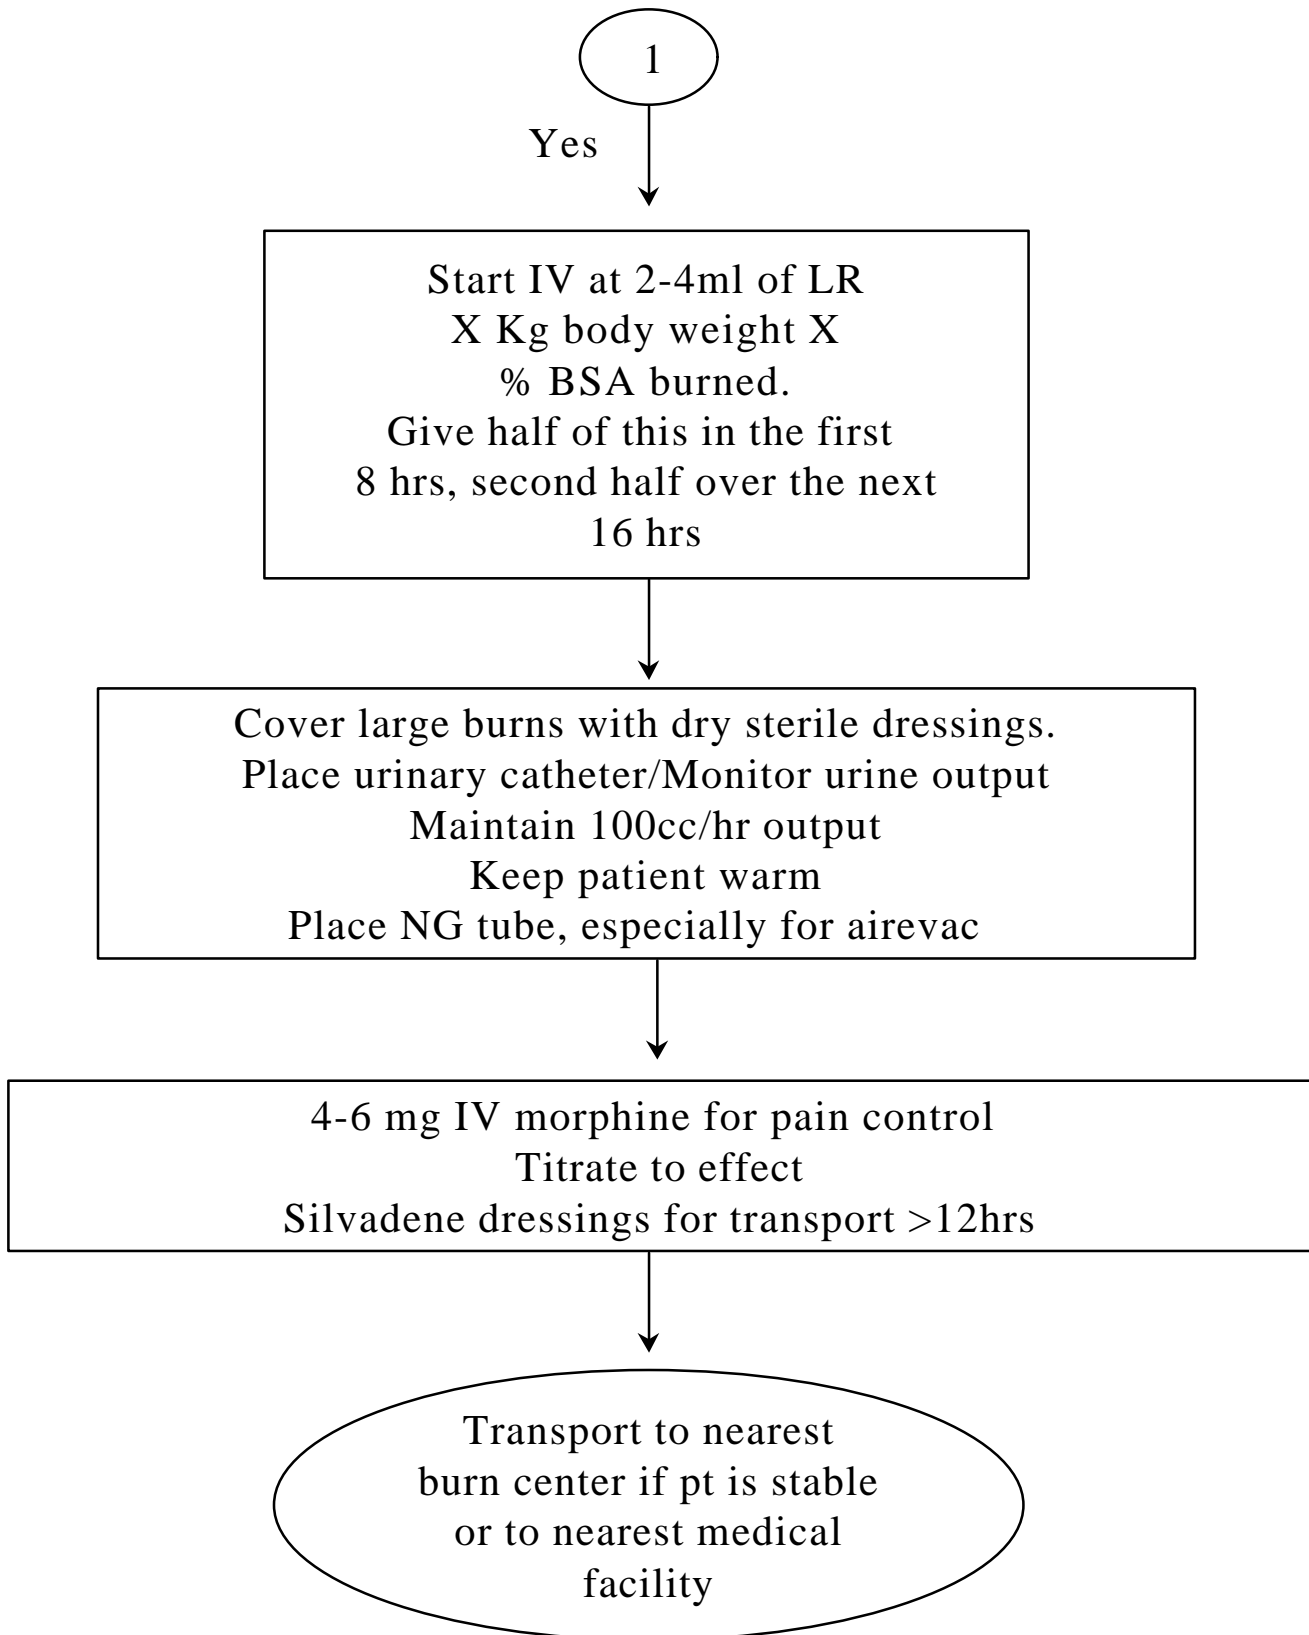 1
Yes
Start IV at 2-4ml of LR
X Kg body weight X
% BSA burned.
Give half of this in the first
8 hrs, second half over the next
16 hrs
Cover large burns with dry sterile dressings.
Place urinary catheter/Monitor urine output
Maintain 100cc/hr output
Keep patient warm
Place NG tube, especially for airevac
4-6 mg IV morphine for pain control
Titrate to effect
Silvadene dressings for transport >12hrs
Transport to nearest
burn center if pt is stable
or to nearest medical
facility